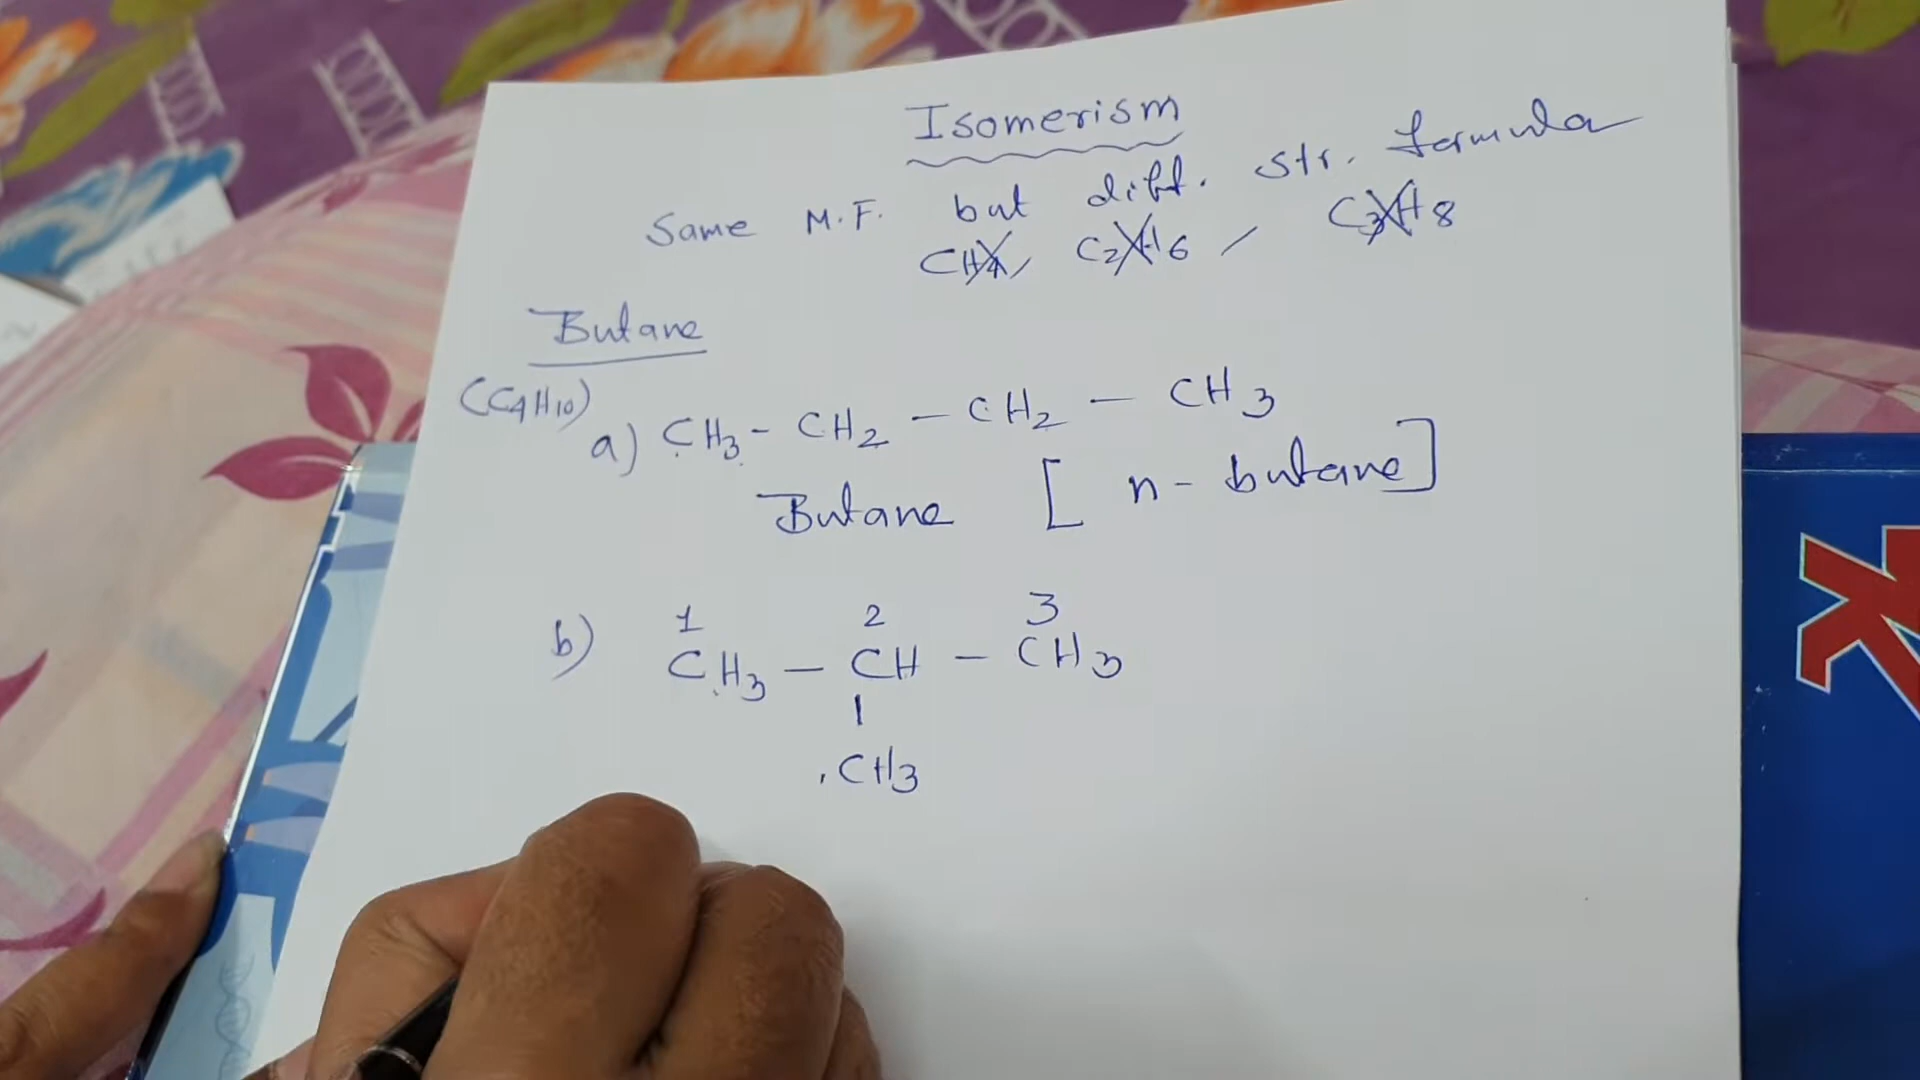 Isomerism
Same M.F. but diff. str. formula
CH4, C2H6, C3H8
Butane
(C4H10)
a) CH3 - CH2 - CH2 - CH3
Butane [n-butane]
1 2 3
b) CH3 - CH - CH3
|
CH3